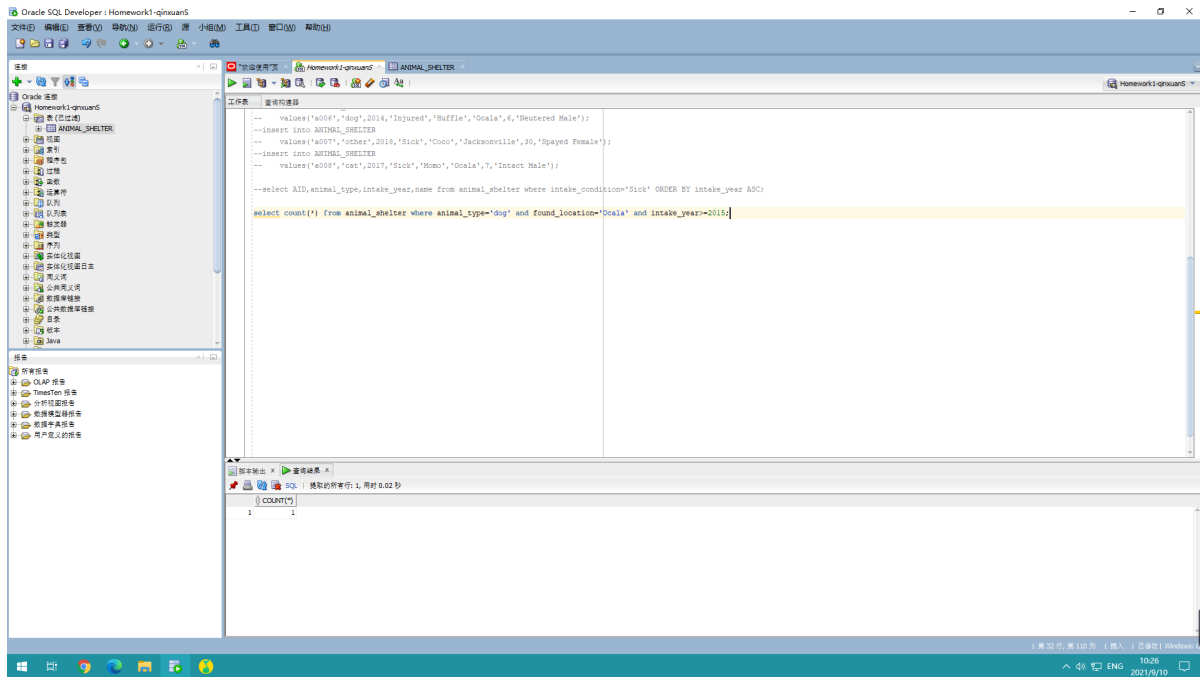 Oracle SQL Developer : Homework1-qinxuanS
文件(F) 编辑(E) 查看(V) 导航(N) 运行(R) 源 小组(M) 工具(T) 窗口(W) 帮助(H)
连接
Oracle 连接
Homework1-qinxuanS
表 (已过滤)
ANIMAL_SHELTER
视图
索引
程序包
过程
函数
运算符
队列
队列表
触发器
类型
序列
实体化视图
实体化视图日志
同义词
公共同义词
数据库链接
公共数据库链接
目录
版本
Java
报告
所有报告
OLAP 报告
TimesTen 报告
分析视图报告
数据模型器报告
数据字典报告
用户定义的报告
"欢迎使用"页 Homework1-qinxuanS ANIMAL_SHELTER
Homework1-qinxuanS
工作表 查询构建器
-- values('a006','dog',2014,'Injured','Huffle','Ocala',6,'Neutered Male');
--insert into ANIMAL_SHELTER
-- values('a007','other',2018,'Sick','Coco','Jacksonville',30,'Spayed Female');
--insert into ANIMAL_SHELTER
-- values('a008','cat',2017,'Sick','Momo','Ocala',7,'Intact Male');
--select AID,animal_type,intake_year,name from animal_shelter where intake_condition='Sick' ORDER BY intake_year ASC;
select count(*) from animal_shelter where animal_type='dog' and found_location='Ocala' and intake_year>=2015;
脚本输出 x 查询结果 x
SQL | 提取的所有行: 1, 用时 0.02 秒
COUNT(*)
1 1
第 32 行, 第 110 列 | 插入 | 已修改 | Windows:
ENG 10:26
2021/9/10